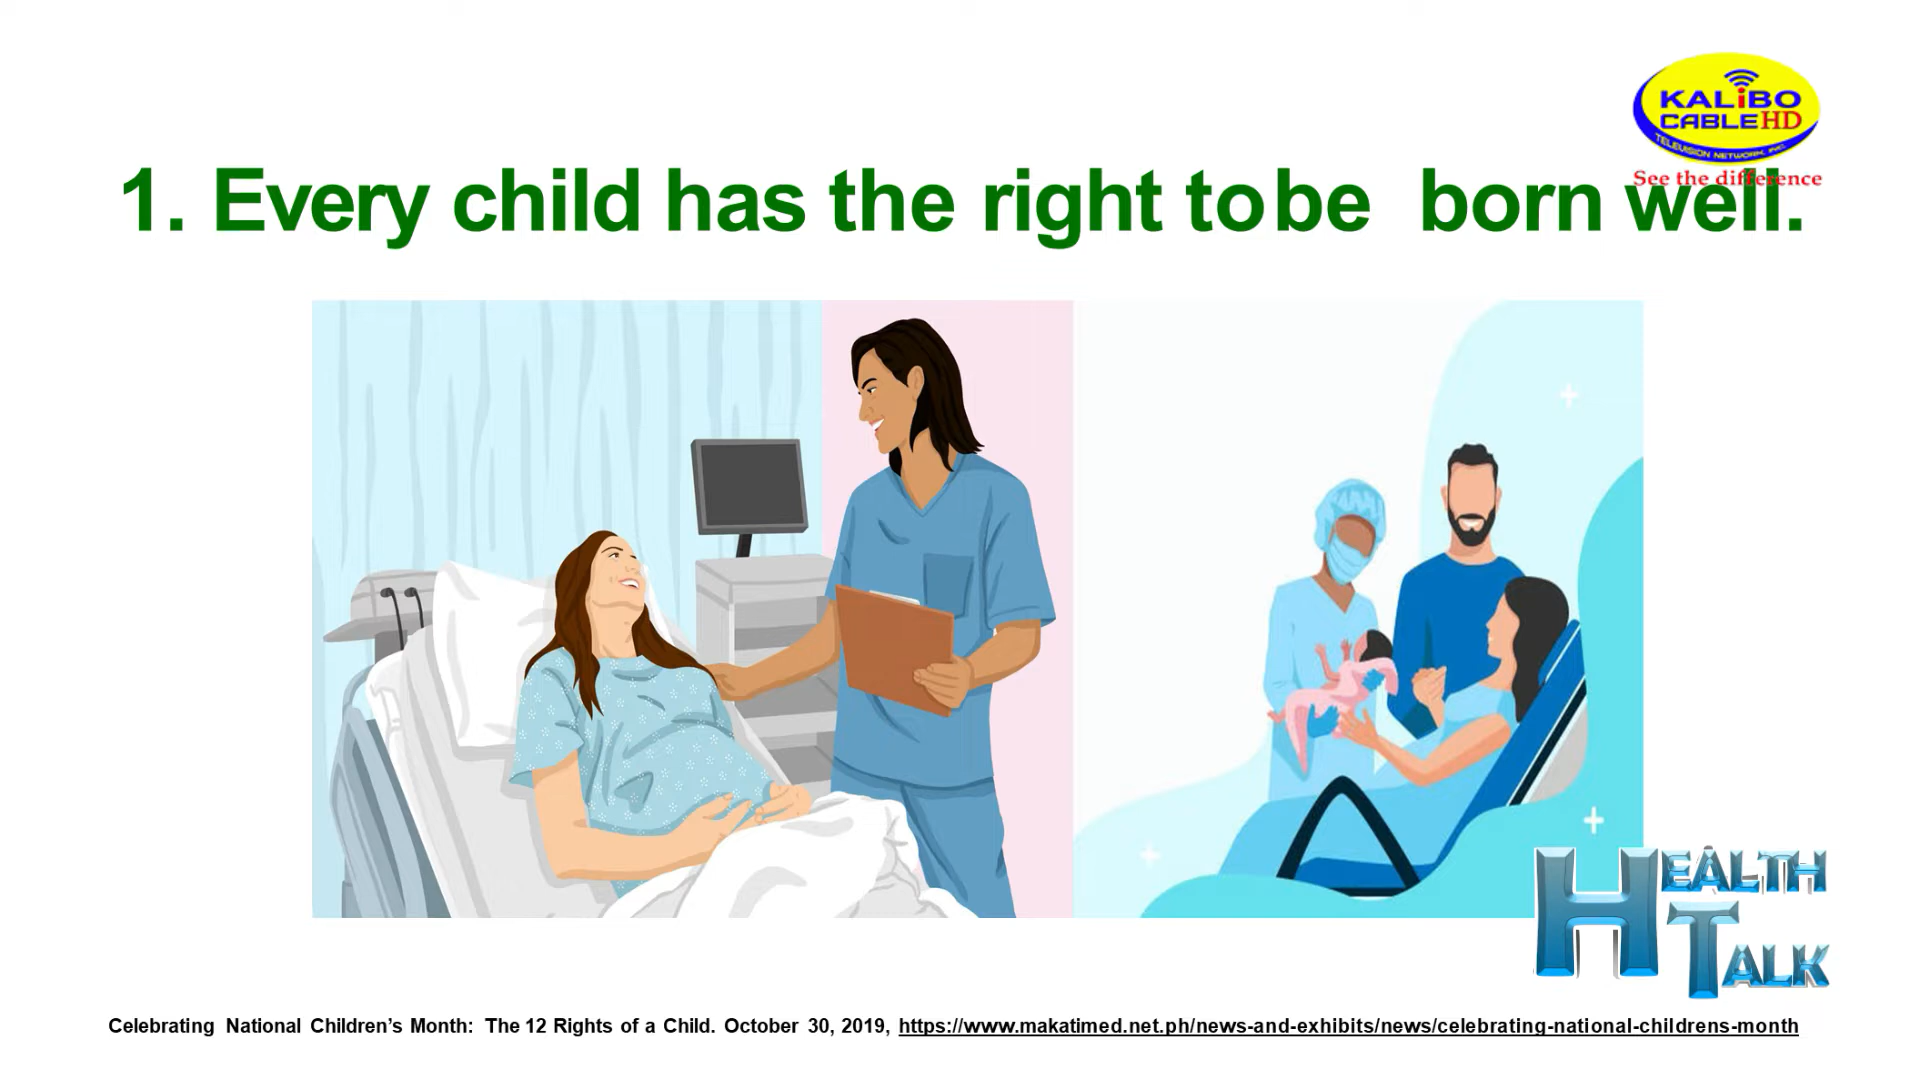 KALiBO
CABLE HD
TELEVISION NETWORK, INC.
See the difference
1. Every child has the right tobe  born well.
HEALTH
TALK
Celebrating National Children’s Month: The 12 Rights of a Child. October 30, 2019, https://www.makatimed.net.ph/news-and-exhibits/news/celebrating-national-childrens-month